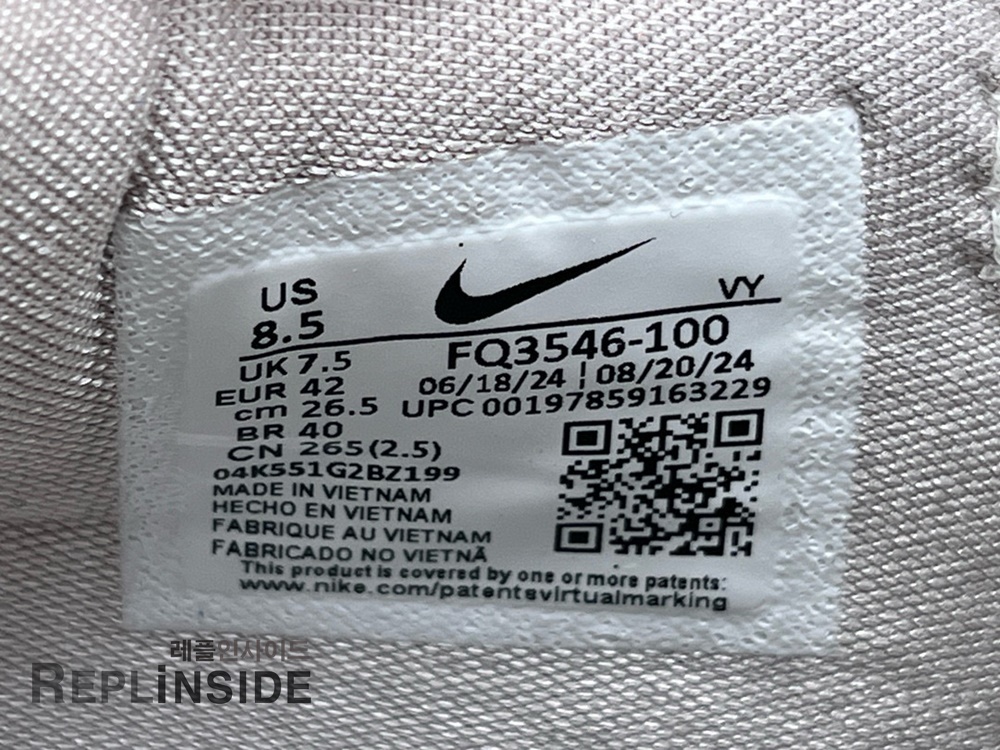 US
8.5
VY
UK 7.5
FQ3546-100
EUR 42
06/18/24 | 08/20/24
cm 26.5
UPC 00197859163229
BR 40
CN 265(2.5)
04K551G2BZ199
MADE IN VIETNAM
HECHO EN VIETNAM
FABRIQUE AU VIETNAM
FABRICADO NO VIETNÃ
This product is covered by one or more patents:
www.nike.com/patentsvirtualmarking
레플인사이드
REPLINSIDE